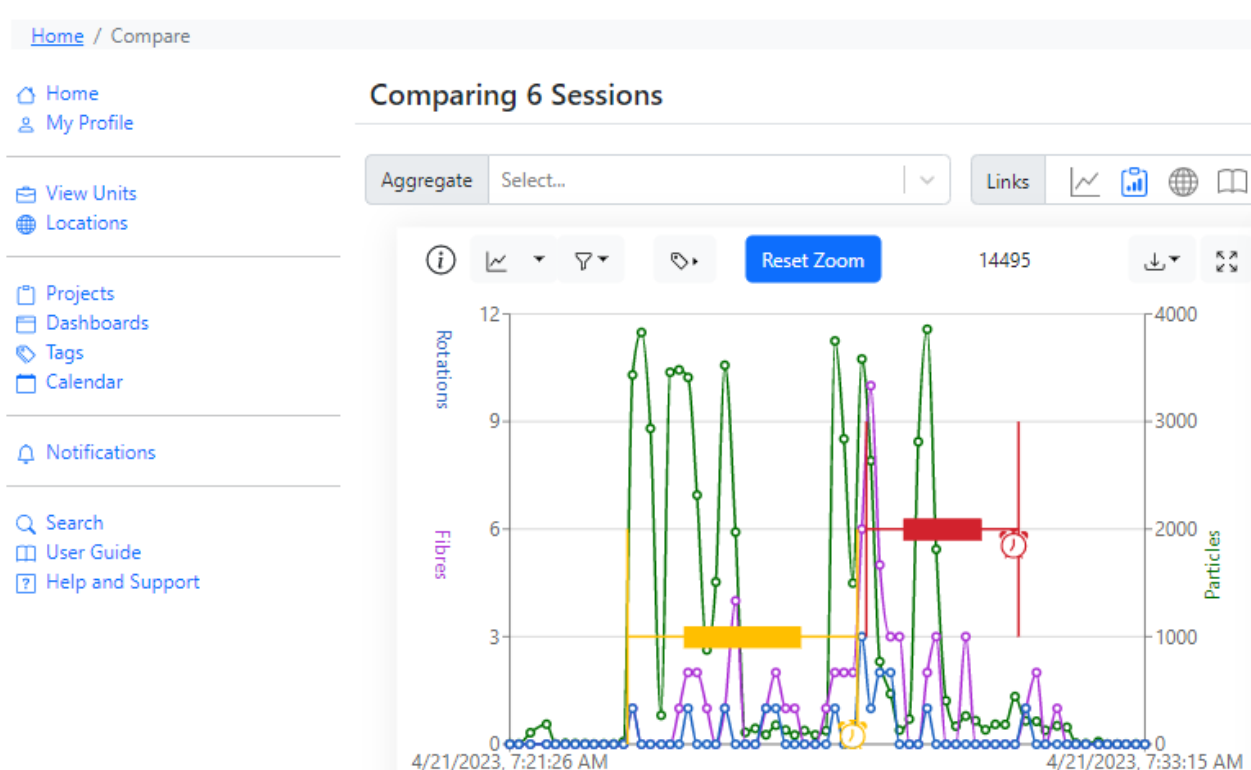 Home / Compare
Home
My Profile
View Units
Locations
Projects
Dashboards
Tags
Calendar
Notifications
Search
User Guide
Help and Support
Comparing 6 Sessions
Aggregate Select... Links
i Reset Zoom 14495
12 4000
Rotations
9 3000
Fibres 6 2000 Particles
3 1000
0 0
4/21/2023, 7:21:26 AM 4/21/2023, 7:33:15 AM